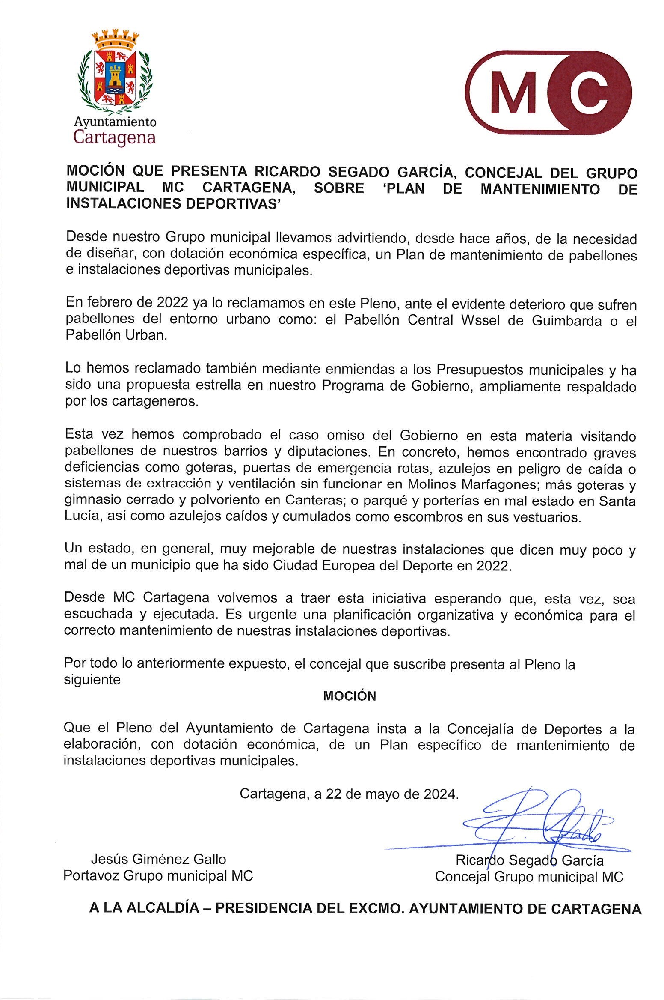 Ayuntamiento
Cartagena
MC
MOCIÓN QUE PRESENTA RICARDO SEGADO GARCÍA, CONCEJAL DEL GRUPO
MUNICIPAL MC CARTAGENA, SOBRE ‘PLAN DE MANTENIMIENTO DE
INSTALACIONES DEPORTIVAS’
Desde nuestro Grupo municipal llevamos advirtiendo, desde hace años, de la necesidad
de diseñar, con dotación económica específica, un Plan de mantenimiento de pabellones
e instalaciones deportivas municipales.
En febrero de 2022 ya lo reclamamos en este Pleno, ante el evidente deterioro que sufren
pabellones del entorno urbano como: el Pabellón Central Wssel de Guimbarda o el
Pabellón Urban.
Lo hemos reclamado también mediante enmiendas a los Presupuestos municipales y ha
sido una propuesta estrella en nuestro Programa de Gobierno, ampliamente respaldado
por los cartageneros.
Esta vez hemos comprobado el caso omiso del Gobierno en esta materia visitando
pabellones de nuestros barrios y diputaciones. En concreto, hemos encontrado graves
deficiencias como goteras, puertas de emergencia rotas, azulejos en peligro de caída o
sistemas de extracción y ventilación sin funcionar en Molinos Marfagones; más goteras y
gimnasio cerrado y polvoriento en Canteras; o parqué y porterías en mal estado en Santa
Lucía, así como azulejos caídos y cumulados como escombros en sus vestuarios.
Un estado, en general, muy mejorable de nuestras instalaciones que dicen muy poco y
mal de un municipio que ha sido Ciudad Europea del Deporte en 2022.
Desde MC Cartagena volvemos a traer esta iniciativa esperando que, esta vez, sea
escuchada y ejecutada. Es urgente una planificación organizativa y económica para el
correcto mantenimiento de nuestras instalaciones deportivas.
Por todo lo anteriormente expuesto, el concejal que suscribe presenta al Pleno la
siguiente
MOCIÓN
Que el Pleno del Ayuntamiento de Cartagena insta a la Concejalía de Deportes a la
elaboración, con dotación económica, de un Plan específico de mantenimiento de
instalaciones deportivas municipales.
Cartagena, a 22 de mayo de 2024.
R. Segado
Jesús Giménez Gallo Ricardo Segado García
Portavoz Grupo municipal MC Concejal Grupo municipal MC
A LA ALCALDÍA – PRESIDENCIA DEL EXCMO. AYUNTAMIENTO DE CARTAGENA